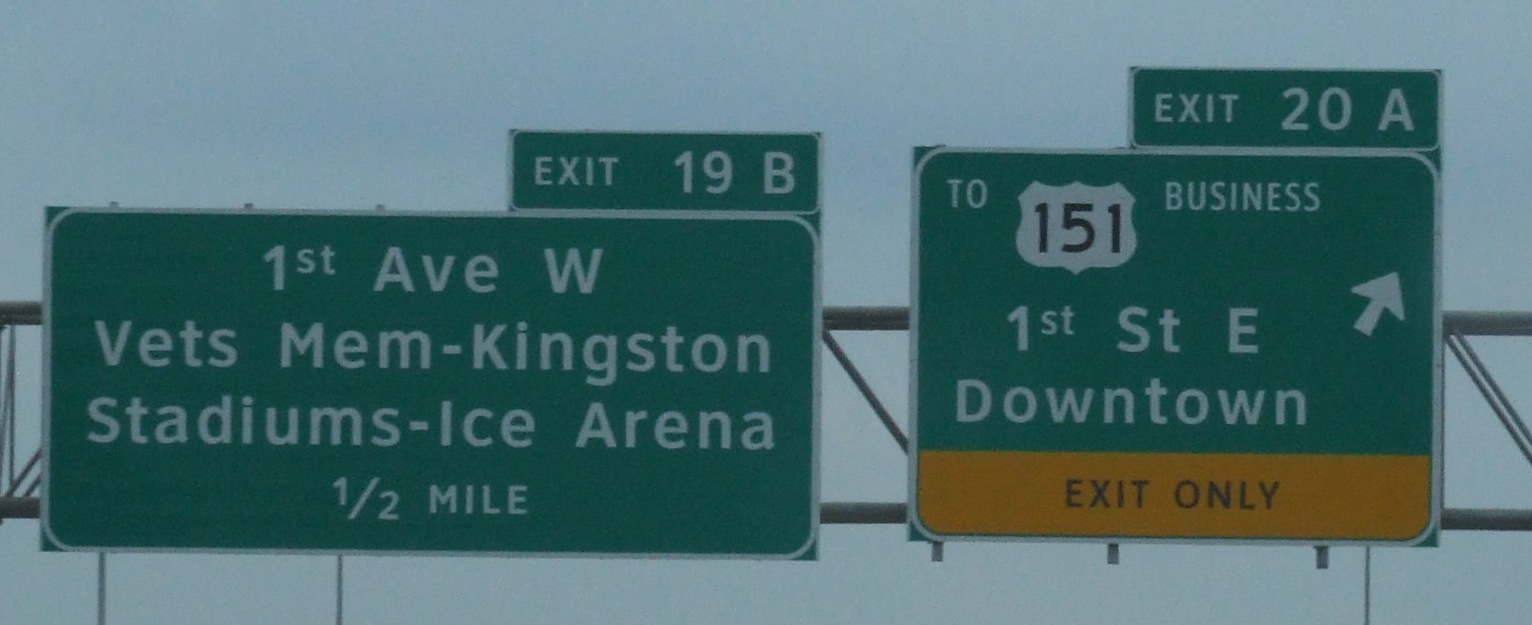 EXIT 19 B
1st Ave W
Vets Mem-Kingston
Stadiums-Ice Arena
1/2 MILE
EXIT 20 A
TO 151 BUSINESS
1st St E
Downtown
EXIT ONLY